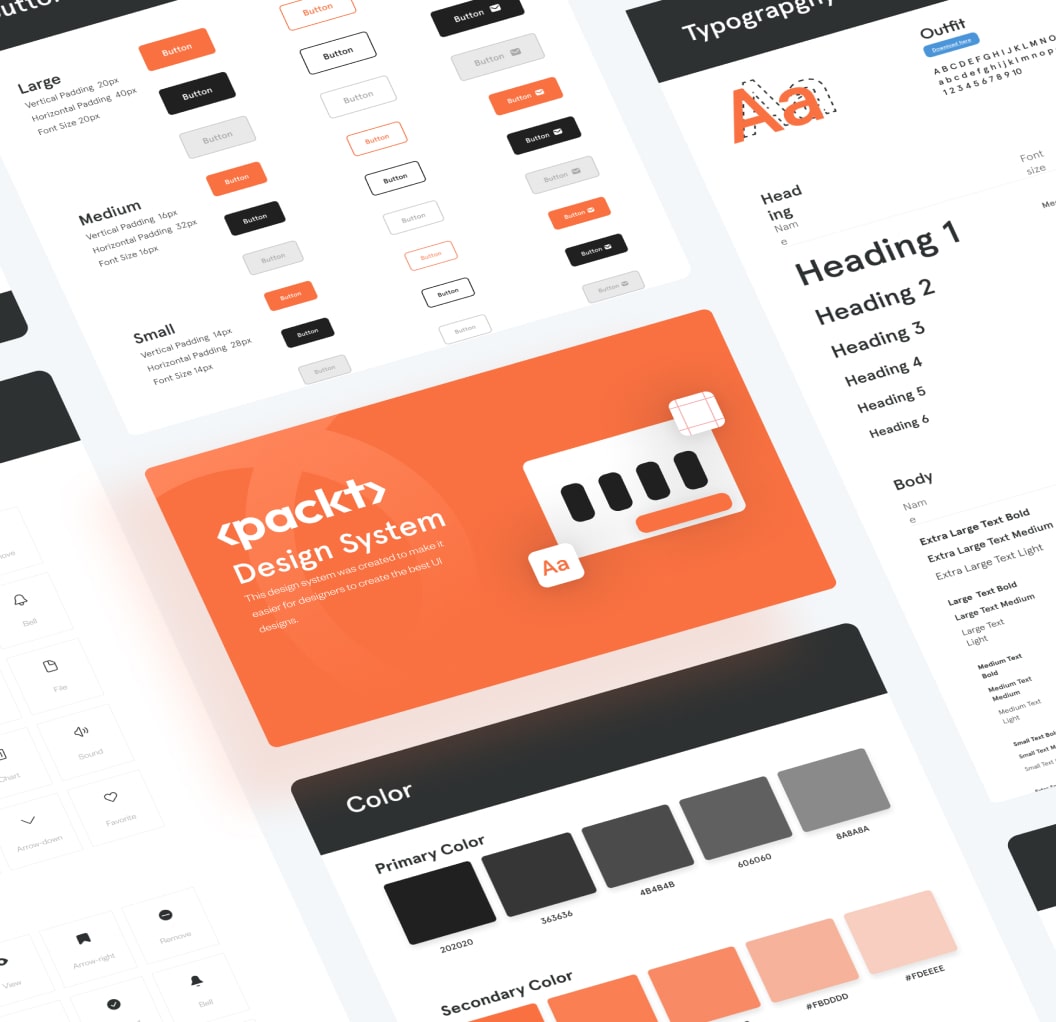 Large
Vertical Padding 20px
Horizontal Padding 40px
Font Size 20px
Button
Button
Button
Button
Button
Button
Button
Button
Medium
Vertical Padding 16px
Horizontal Padding 32px
Font Size 16px
Button
Button
Button
Button
Button
Button
Button
Button
Button
Small
Vertical Padding 14px
Horizontal Padding 28px
Font Size 14px
Button
Button
Button
Button
Button
Button
Button
Button
Button
Typograpghy
Outfit
Download here
Aa
A B C D E F G H I J K L M N O
a b c d e f g h i j k l m n o p
1 2 3 4 5 6 7 8 9 10
Head
ing
Nam
e
Font
size
Heading 1
Heading 2
Heading 3
Heading 4
Heading 5
Heading 6
Body
Nam
e
Extra Large Text Bold
Extra Large Text Medium
Extra Large Text Light
Large Text Bold
Large Text Medium
Large Text
Light
Medium Text
Bold
Medium Text
Medium
Medium Text
Light
Small Text Bold
Small Text
Small Text
<packt>
Design System
This design system was created to make it
easier for designers to create the best UI
designs.
Aa
Bell
File
Chart
Sound
Arrow-down
Favorite
View
Arrow-right
Remove
Bell
Color
Primary Color
202020
363636
4B4B4B
606060
8A8A8A
Secondary Color
#FBDDDD
#FDEEEE